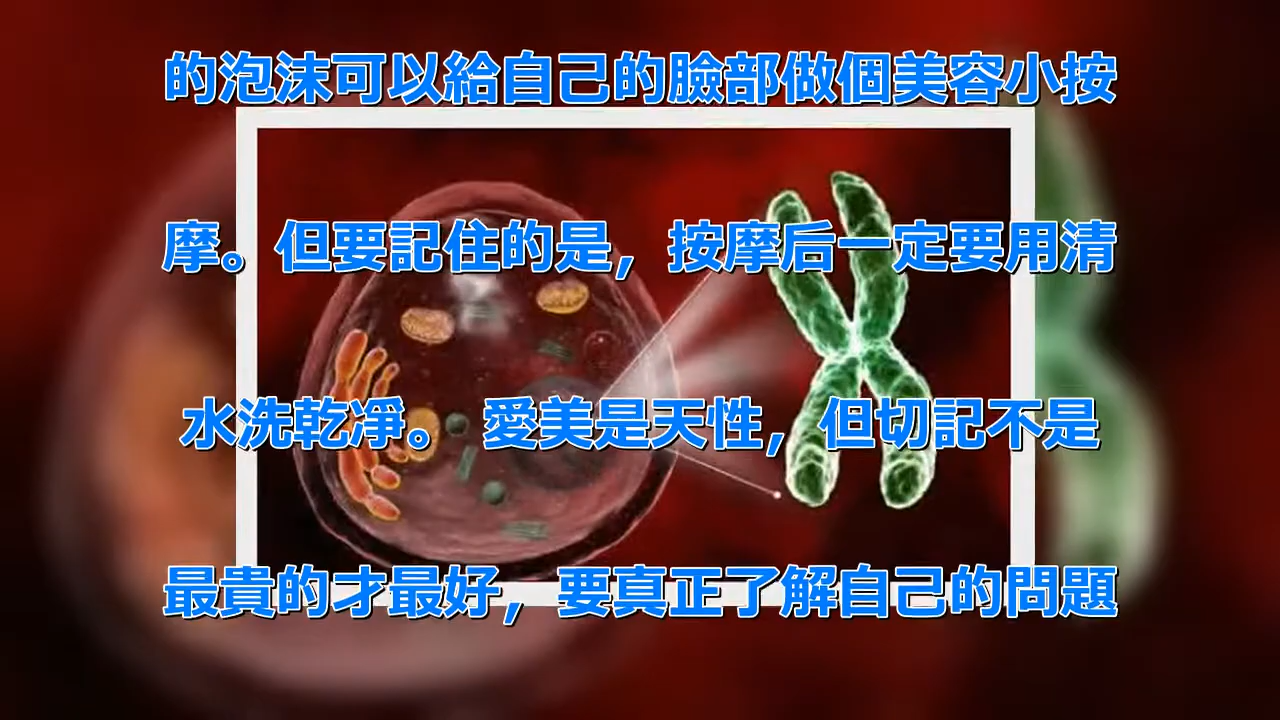 的泡沫可以給自己的臉部做個美容小按
摩。但要記住的是，按摩后一定要用清
水洗乾凈。 愛美是天性，但切記不是
最貴的才最好，要真正了解自己的問題